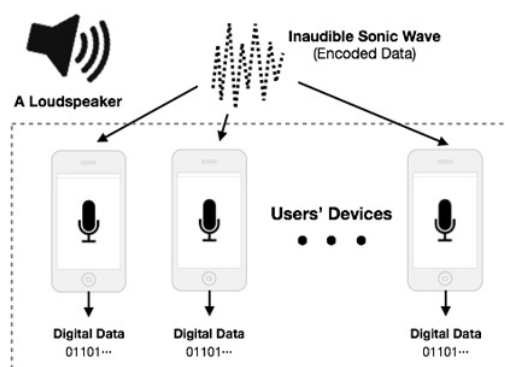 Inaudible Sonic Wave
(Encoded Data)
A Loudspeaker
Users' Devices
Digital Data
01101···
Digital Data
01101···
Digital Data
01101···